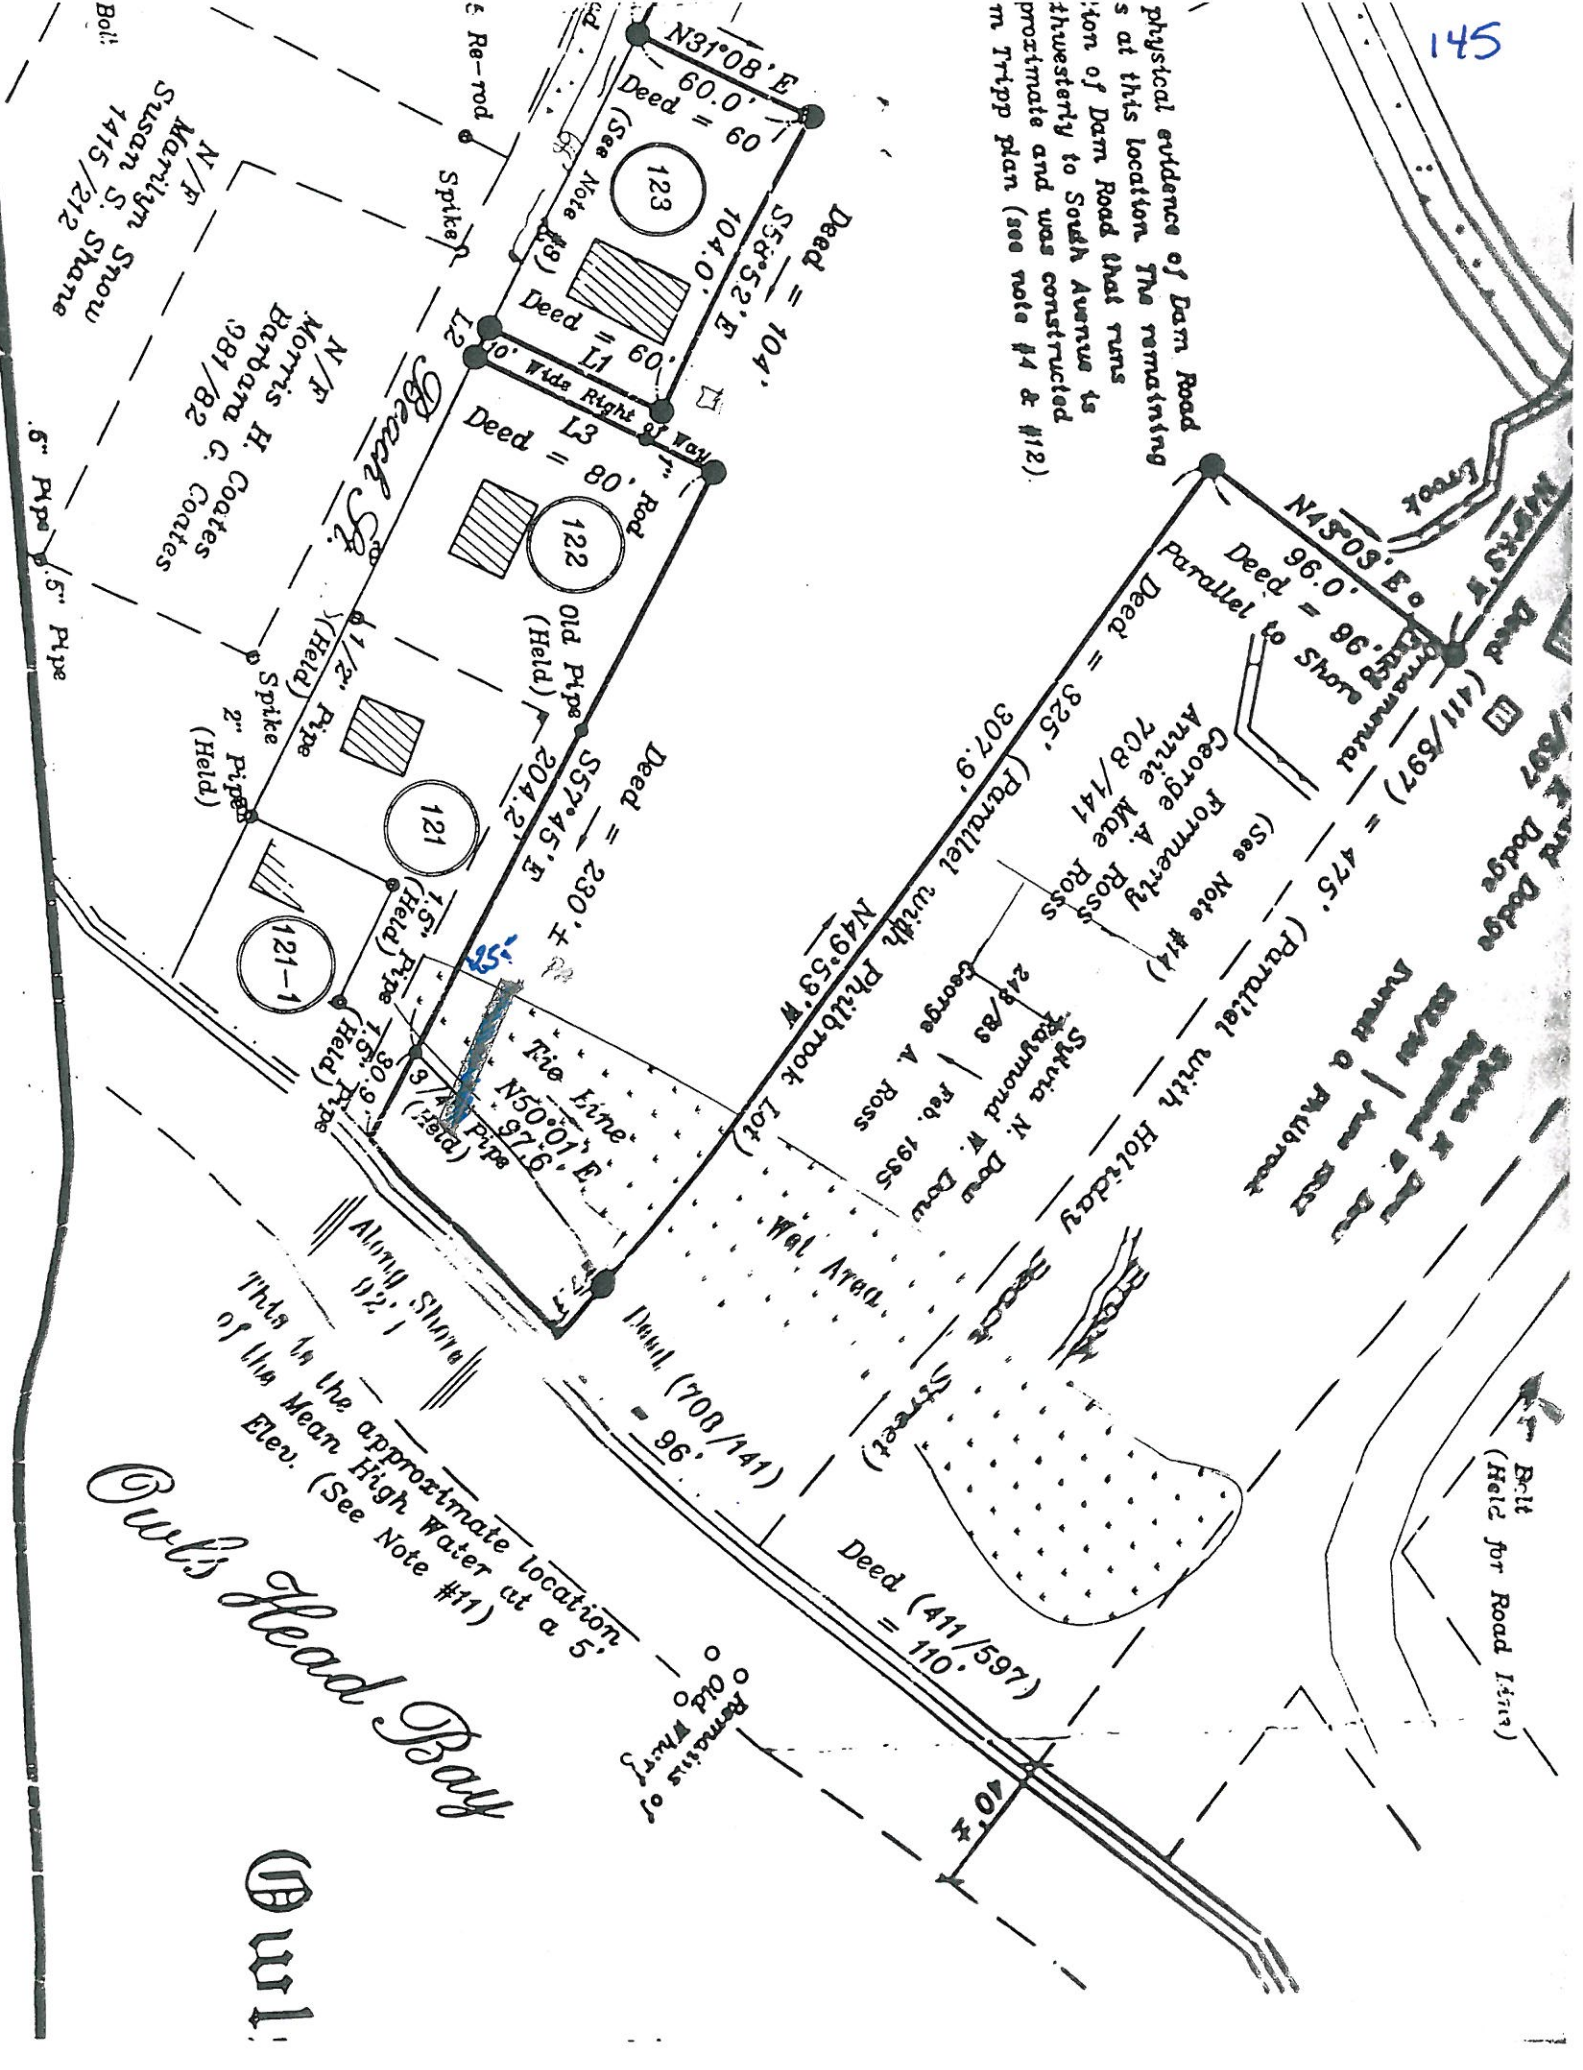 145
physical evidence of Dam Road
s at this location. The remaining
tion of Dam Road that runs
thwesterly to South Avenue is
proximate and was constructed
m Tripp plan (see note #4 & #12)
N31°08'E
60.0'
Deed = 60
(See Note #8)
123
Deed = 104'
S58°52'E
104.0'
Deed = 60'
L1
L2
10' Wide Right of Way
L3
Deed = 80'
1" Rod
122
Old Pipe
(Held)
Re-rod
Spike
Bolt
N/F
Marilyn Snow
Susan S. Shane
1415/212
N/F
Morris H. Coates
Barbara G. Coates
981/82
Beach St.
.5" Pipe
.5" Pipe
1/2" Pipe
(Held)
Spike
2" Pipe
(Held)
121
121-1
Deed = 230' ±
S57°45'E
204.2'
1.5" Pipe
(Held)
1.5" Pipe
(Held)
30.9'
3/4" Pipe
(Held)
25'
Tie Line
N50°01'E
97.6'
Brook
N43°03'E
96.0'
Deed = 96'
Parallel to Shore
Deed = 325' (Parallel with Philbrook Lot)
307.9'
N49°53'W
Deed (411/597) = 475' (Parallel with Holiday Beach Street)
Formerly
George A. Ross
Annie Mae Ross
708/141
(See Note #14)
Sylvia N. Dow
Raymond W. Dow
248/83 / Feb. 1935
George A. Ross
Dodge
Philbrook
Wet Area
Along Shore
92' ±
Deed (708/141)
= 96'
Deed (411/597)
= 110'
Bolt
(Held for Road Line)
This is the approximate location
of the Mean High Water at a 5'
Elev. (See Note #11)
Remains of
Old Wharf
40' ±
Owl's Head Bay
Owl